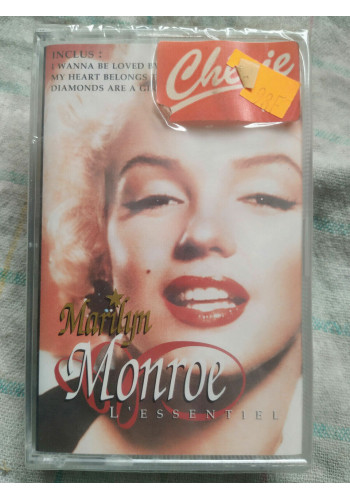 INCLUS :
I WANNA BE LOVED B
MY HEART BELONGS
DIAMONDS ARE A G
Marilyn
Monroe
L'ESSENTIEL